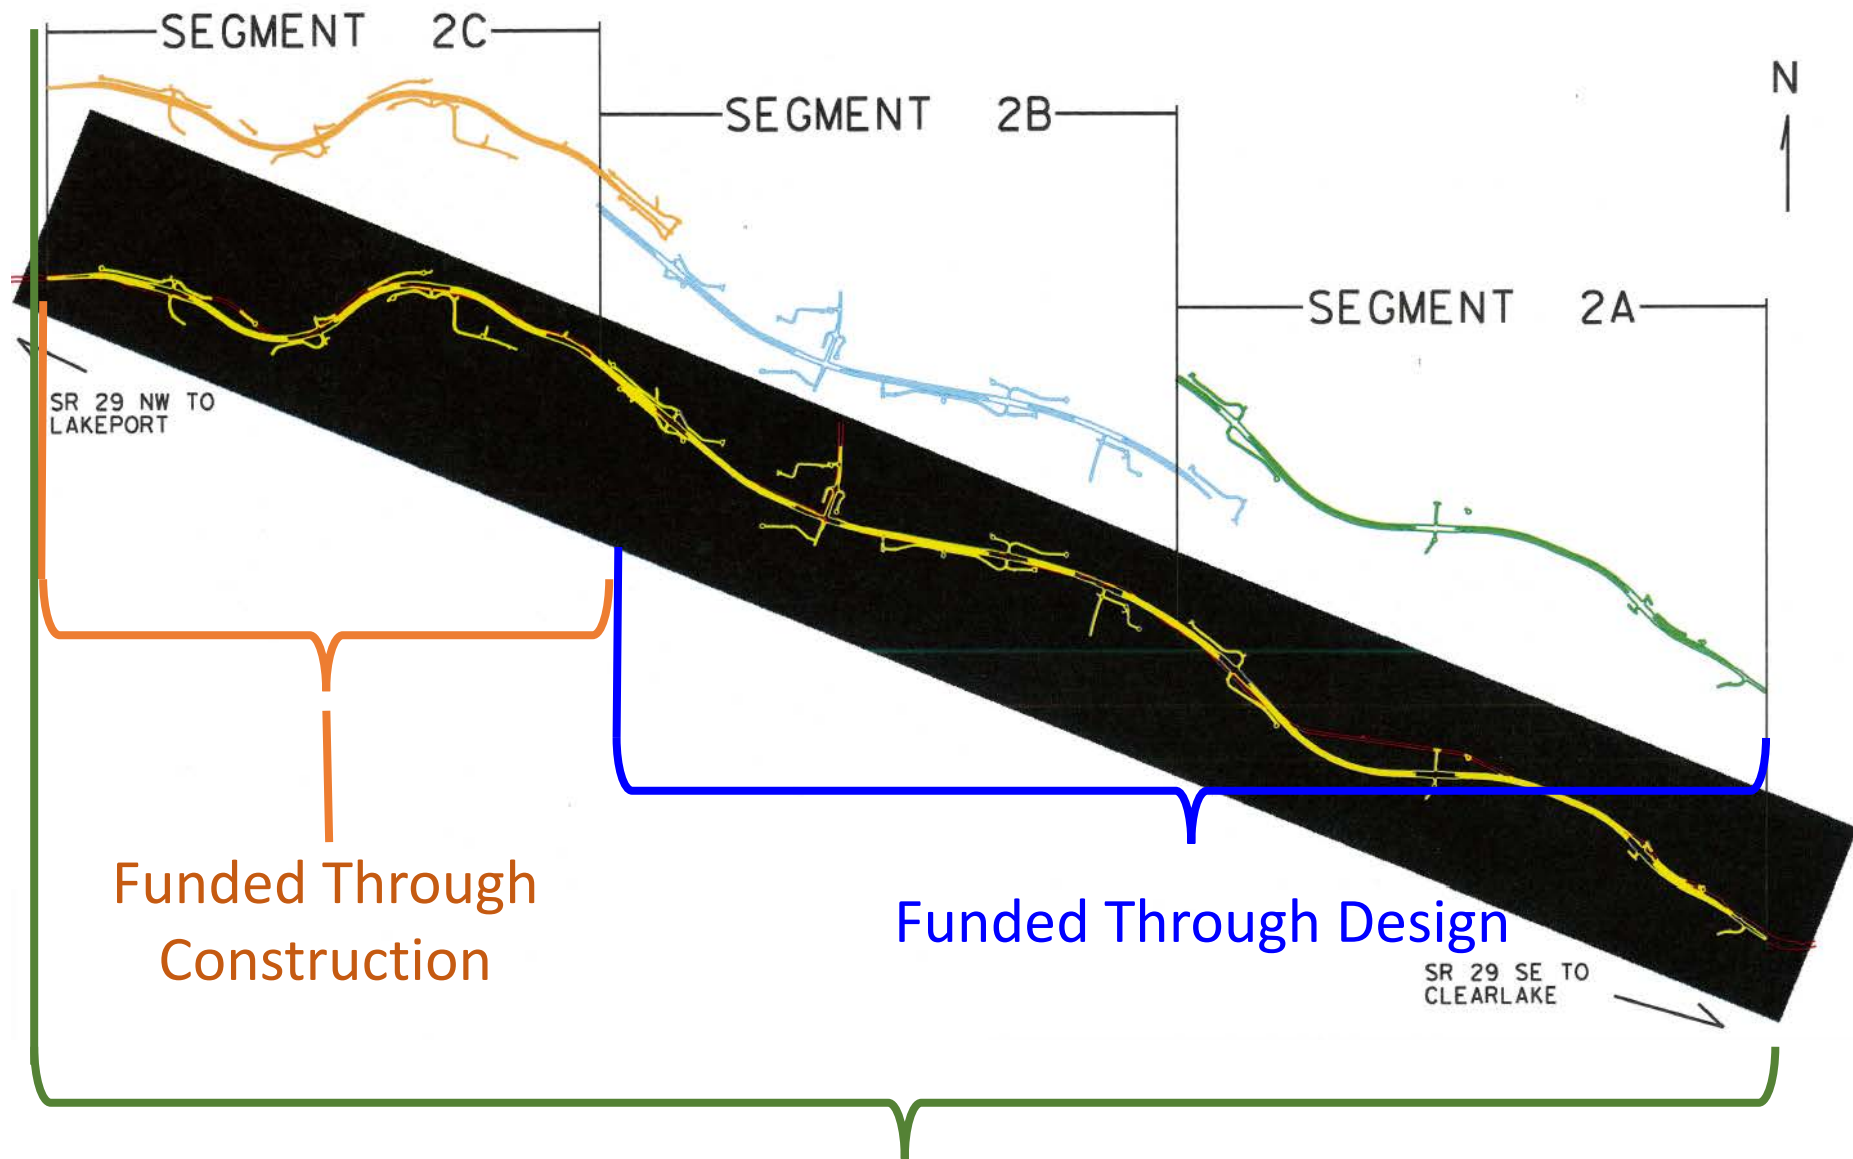 SEGMENT 2C
N
SEGMENT 2B
SEGMENT 2A
SR 29 NW TO
LAKEPORT
Funded Through
Construction
Funded Through Design
SR 29 SE TO
CLEARLAKE